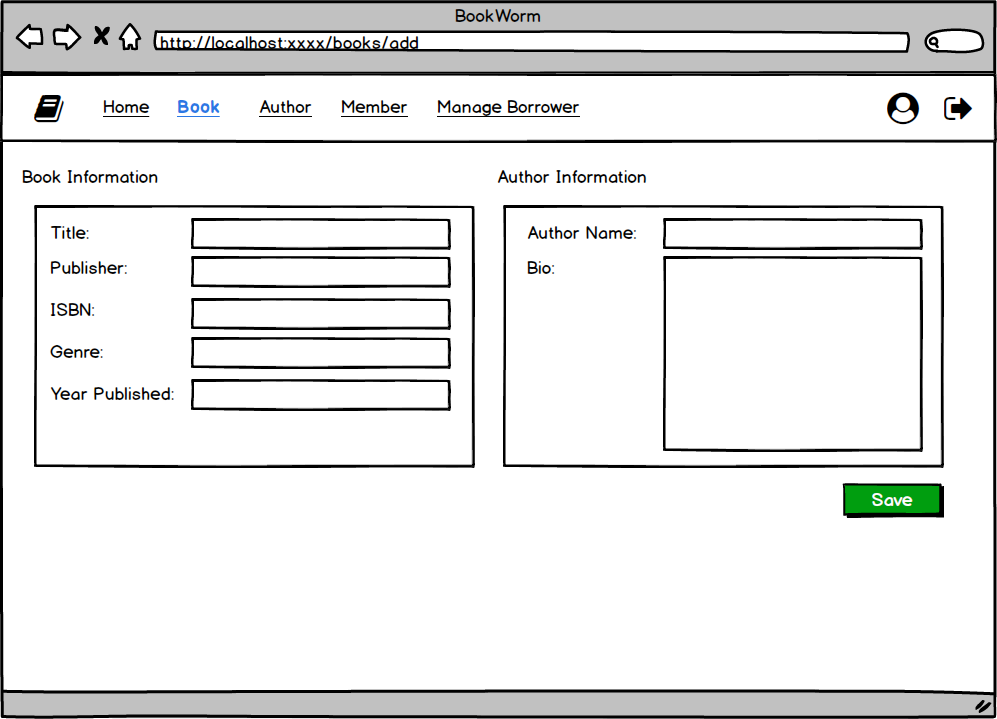 BookWorm
http://localhost:xxxx/books/add
Home Book Author Member Manage Borrower
Book Information
Author Information
Title:
Publisher:
ISBN:
Genre:
Year Published:
Author Name:
Bio:
Save